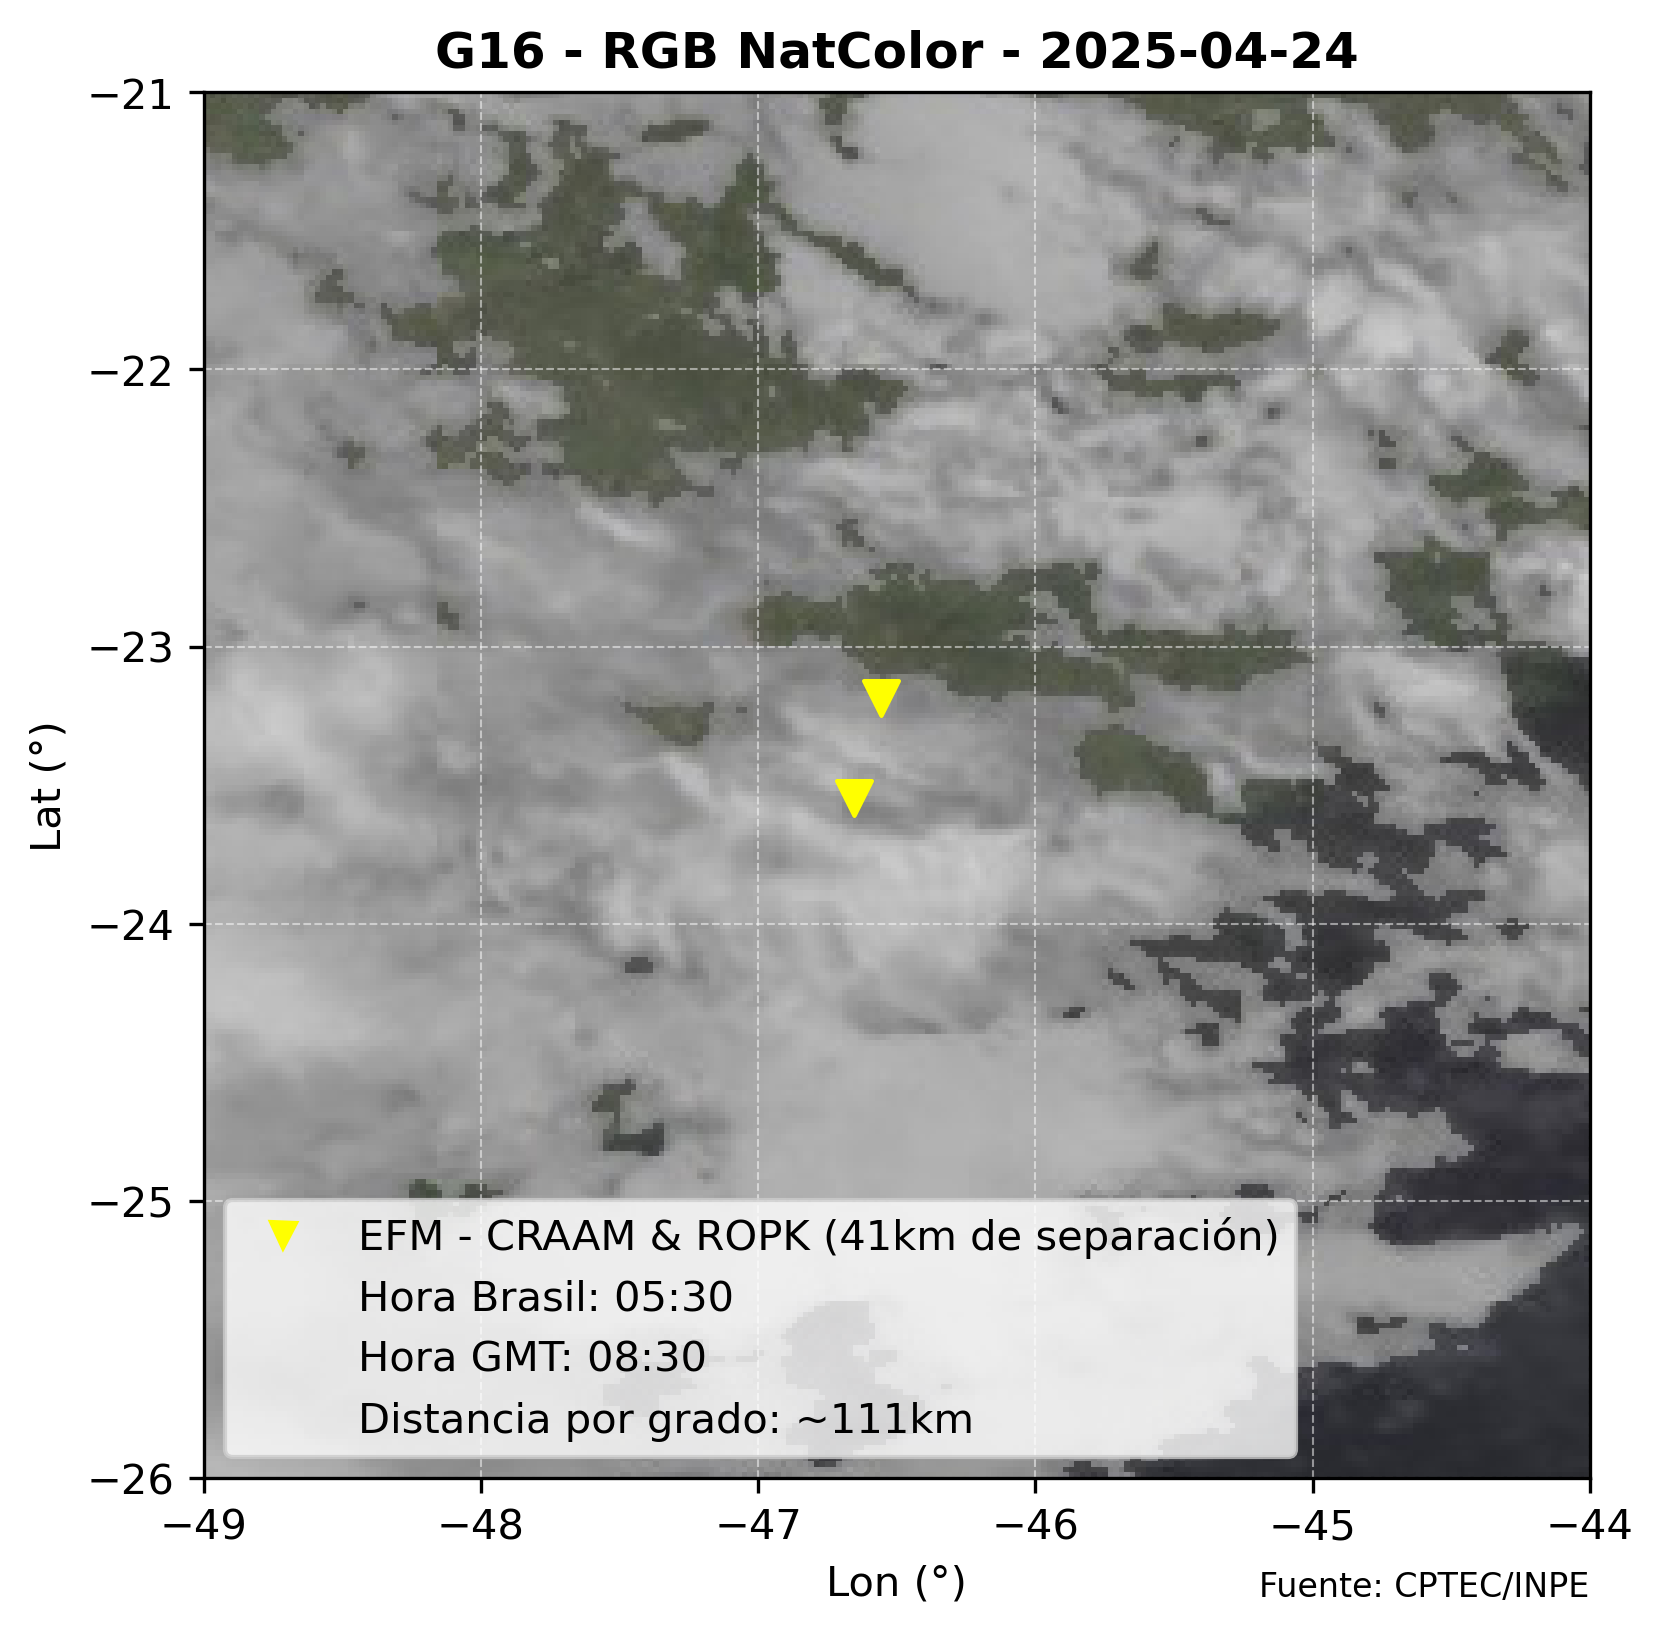 G16 - RGB NatColor - 2025-04-24
−21
−22
−23
−24
−25
−26
Lat (°)
EFM - CRAAM & ROPK (41km de separación)
Hora Brasil: 05:30
Hora GMT: 08:30
Distancia por grado: ~111km
−49 −48 −47 −46 −45 −44
Lon (°)
Fuente: CPTEC/INPE